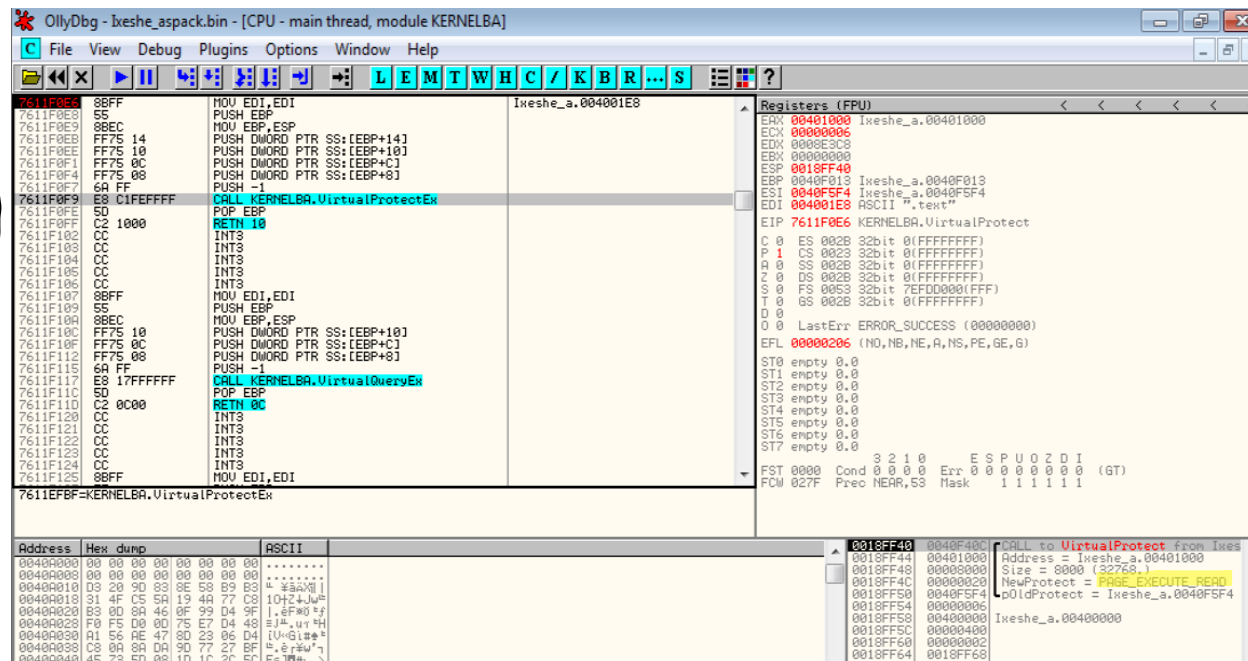 OllyDbg - Ixeshe_aspack.bin - [CPU - main thread, module KERNELBA]
C File View Debug Plugins Options Window Help
L E M T W H C / K B R ... S ?
7611F0E6 8BFF MOV EDI,EDI Ixeshe_a.004001E8
7611F0E8 55 PUSH EBP
7611F0E9 8BEC MOV EBP,ESP
7611F0EB FF75 14 PUSH DWORD PTR SS:[EBP+14]
7611F0EE FF75 10 PUSH DWORD PTR SS:[EBP+10]
7611F0F1 FF75 0C PUSH DWORD PTR SS:[EBP+C]
7611F0F4 FF75 08 PUSH DWORD PTR SS:[EBP+8]
7611F0F7 6A FF PUSH -1
7611F0F9 E8 C1FEFFFF CALL KERNELBA.VirtualProtectEx
7611F0FE 5D POP EBP
7611F0FF C2 1000 RETN 10
7611F102 CC INT3
7611F103 CC INT3
7611F104 CC INT3
7611F105 CC INT3
7611F106 CC INT3
7611F107 8BFF MOV EDI,EDI
7611F109 55 PUSH EBP
7611F10A 8BEC MOV EBP,ESP
7611F10C FF75 10 PUSH DWORD PTR SS:[EBP+10]
7611F10F FF75 0C PUSH DWORD PTR SS:[EBP+C]
7611F112 FF75 08 PUSH DWORD PTR SS:[EBP+8]
7611F115 6A FF PUSH -1
7611F117 E8 17FFFFFF CALL KERNELBA.VirtualQueryEx
7611F11C 5D POP EBP
7611F11D C2 0C00 RETN 0C
7611F120 CC INT3
7611F121 CC INT3
7611F122 CC INT3
7611F123 CC INT3
7611F124 CC INT3
7611F125 8BFF MOV EDI,EDI
7611EFBF=KERNELBA.VirtualProtectEx
Registers (FPU) < < < < <
EAX 00401000 Ixeshe_a.00401000
ECX 00000006
EDX 0008E3C8
EBX 00000000
ESP 0018FF40
EBP 0040F013 Ixeshe_a.0040F013
ESI 0040F5F4 Ixeshe_a.0040F5F4
EDI 004001E8 ASCII ".text"
EIP 7611F0E6 KERNELBA.VirtualProtect
C 0 ES 002B 32bit 0(FFFFFFFF)
P 1 CS 0023 32bit 0(FFFFFFFF)
A 0 SS 002B 32bit 0(FFFFFFFF)
Z 0 DS 002B 32bit 0(FFFFFFFF)
S 0 FS 0053 32bit 7EFDD000(FFF)
T 0 GS 002B 32bit 0(FFFFFFFF)
D 0
O 0 LastErr ERROR_SUCCESS (00000000)
EFL 00000206 (NO,NB,NE,A,NS,PE,GE,G)
ST0 empty 0.0
ST1 empty 0.0
ST2 empty 0.0
ST3 empty 0.0
ST4 empty 0.0
ST5 empty 0.0
ST6 empty 0.0
ST7 empty 0.0
3 2 1 0 E S P U O Z D I
FST 0000 Cond 0 0 0 0 Err 0 0 0 0 0 0 0 0 (GT)
FCW 027F Prec NEAR,53 Mask 1 1 1 1 1 1
Address Hex dump ASCII
0040A000 00 00 00 00 00 00 00 00 ........
0040A008 00 00 00 00 00 00 00 00 ........
0040A010 D3 20 9D 83 8E 58 B9 B3
0040A018 31 4F C5 5A 19 4A 77 C8
0040A020 B3 0D 8A 46 0F 99 D4 9F
0040A028 F0 F5 D0 0D 75 E7 D4 48
0040A030 A1 56 AE 47 8D 23 06 D4
0040A038 C8 0A 8A DA 9D 77 27 BF
0040A040 45 73 5D 08 1D 1C 2C FC
0018FF40 0040F40C CALL to VirtualProtect from Ixes
0018FF44 00401000 Address = Ixeshe_a.00401000
0018FF48 00008000 Size = 8000 (32768.)
0018FF4C 00000020 NewProtect = PAGE_EXECUTE_READ
0018FF50 0040F5F4 pOldProtect = Ixeshe_a.0040F5F4
0018FF54 00000006
0018FF58 00400000 Ixeshe_a.00400000
0018FF5C 00000400
0018FF60 00000002
0018FF64 0018FF68